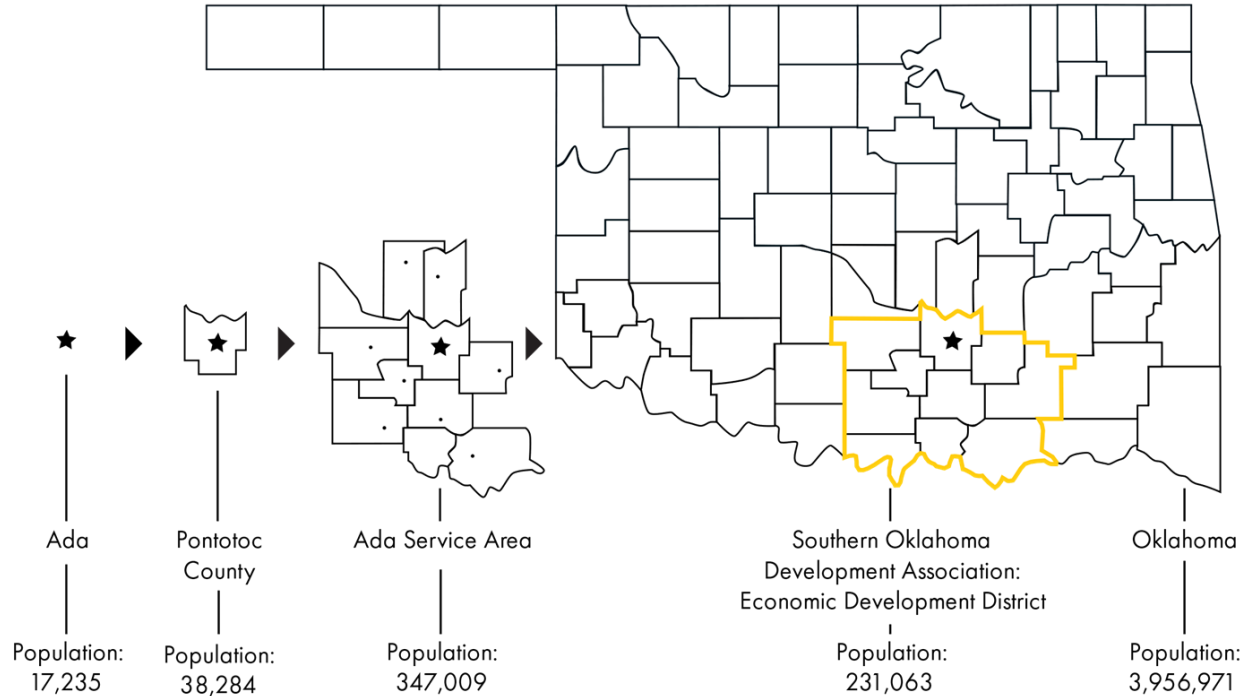 Ada
Population:
17,235
Pontotoc
County
Population:
38,284
Ada Service Area
Population:
347,009
Southern Oklahoma
Development Association:
Economic Development District
Population:
231,063
Oklahoma
Population:
3,956,971